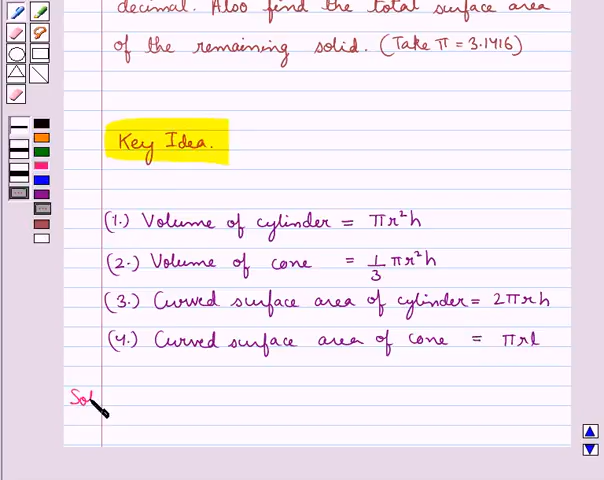 decimal. Also find the total surface area
of the remaining solid. (Take π = 3.1416)
Key Idea.
(1.) Volume of cylinder = πr²h
(2.) Volume of cone = 1/3 πr²h
(3.) Curved surface area of cylinder = 2πrh
(4.) Curved surface area of cone = πrl
Sol